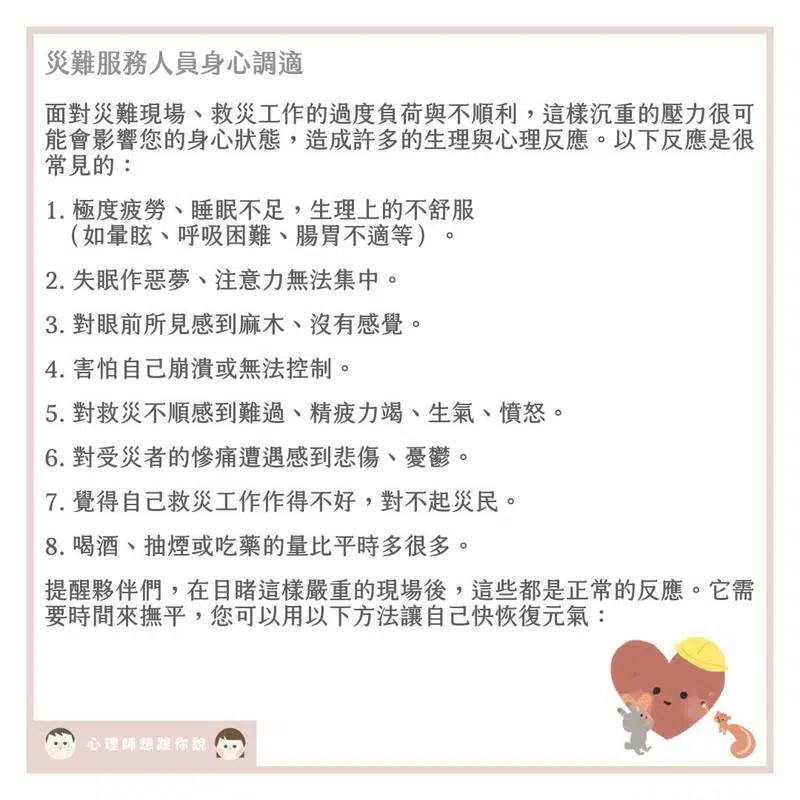 災難服務人員身心調適
面對災難現場、救災工作的過度負荷與不順利，這樣沉重的壓力很可
能會影響您的身心狀態，造成許多的生理與心理反應。以下反應是很
常見的：
1. 極度疲勞、睡眠不足，生理上的不舒服
（如暈眩、呼吸困難、腸胃不適等）。
2. 失眠作惡夢、注意力無法集中。
3. 對眼前所見感到麻木、沒有感覺。
4. 害怕自己崩潰或無法控制。
5. 對救災不順感到難過、精疲力竭、生氣、憤怒。
6. 對受災者的慘痛遭遇感到悲傷、憂鬱。
7. 覺得自己救災工作作得不好，對不起災民。
8. 喝酒、抽煙或吃藥的量比平時多很多。
提醒夥伴們，在目睹這樣嚴重的現場後，這些都是正常的反應。它需
要時間來撫平，您可以用以下方法讓自己快恢復元氣：
心理師想跟你說